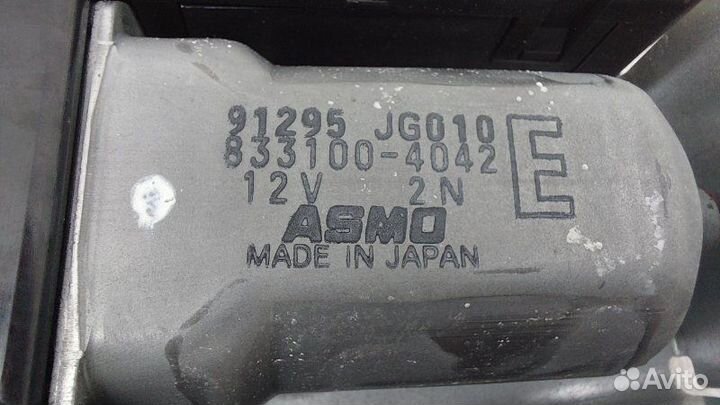 91295 JG010
833100-4042
E
12V 2N
ASMO
MADE IN JAPAN
Avito